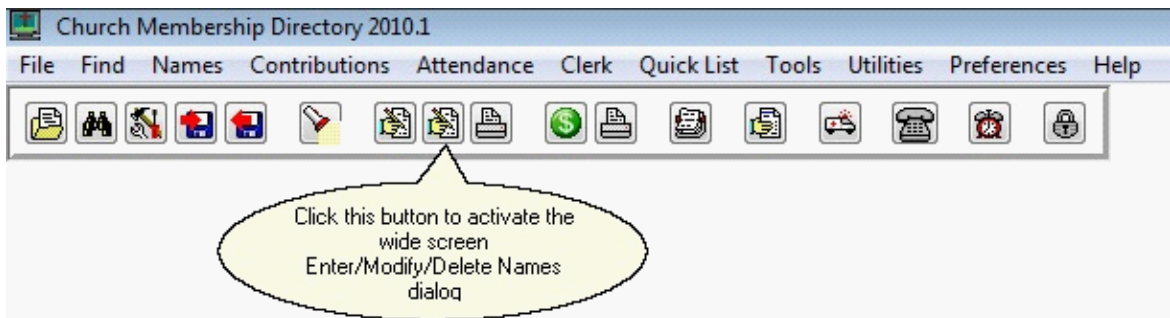 Church Membership Directory 2010.1
File Find Names Contributions Attendance Clerk Quick List Tools Utilities Preferences Help
Click this button to activate the
wide screen
Enter/Modify/Delete Names
dialog